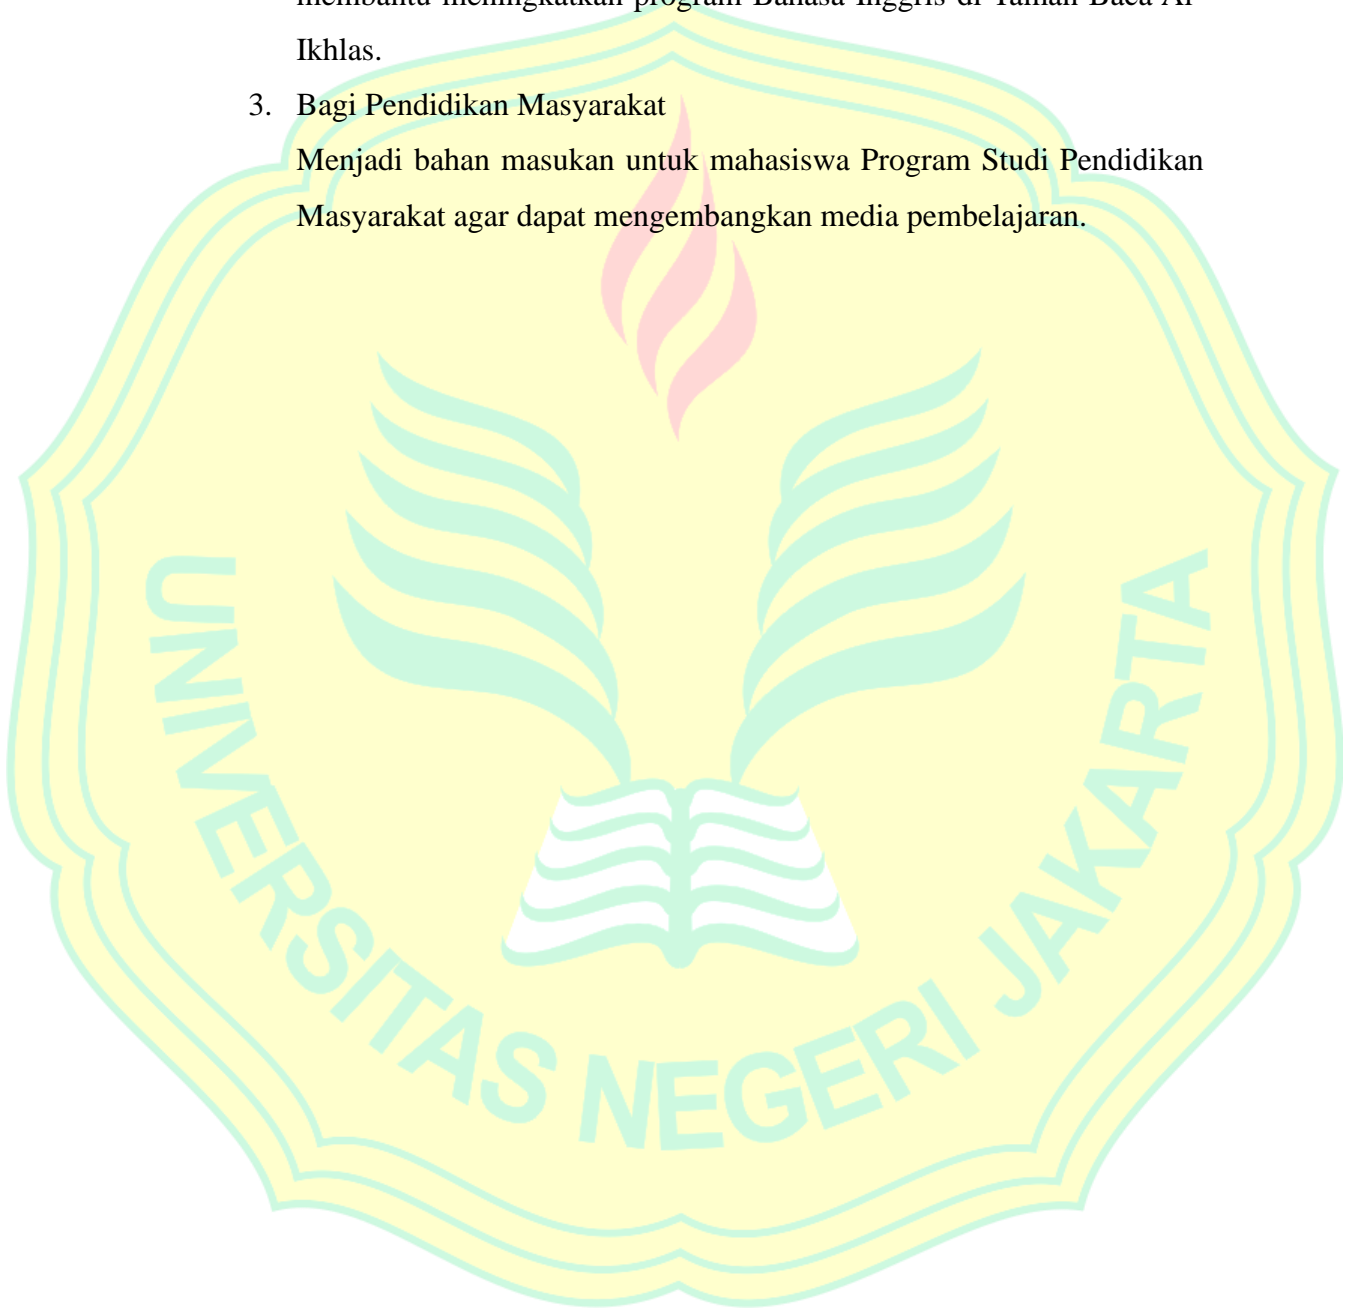 membantu meningkatkan program Bahasa Inggris di Taman Baca Al-
Ikhlas.
3. Bagi Pendidikan Masyarakat
Menjadi bahan masukan untuk mahasiswa Program Studi Pendidikan
Masyarakat agar dapat mengembangkan media pembelajaran.
UNIVERSITAS NEGERI JAKARTA